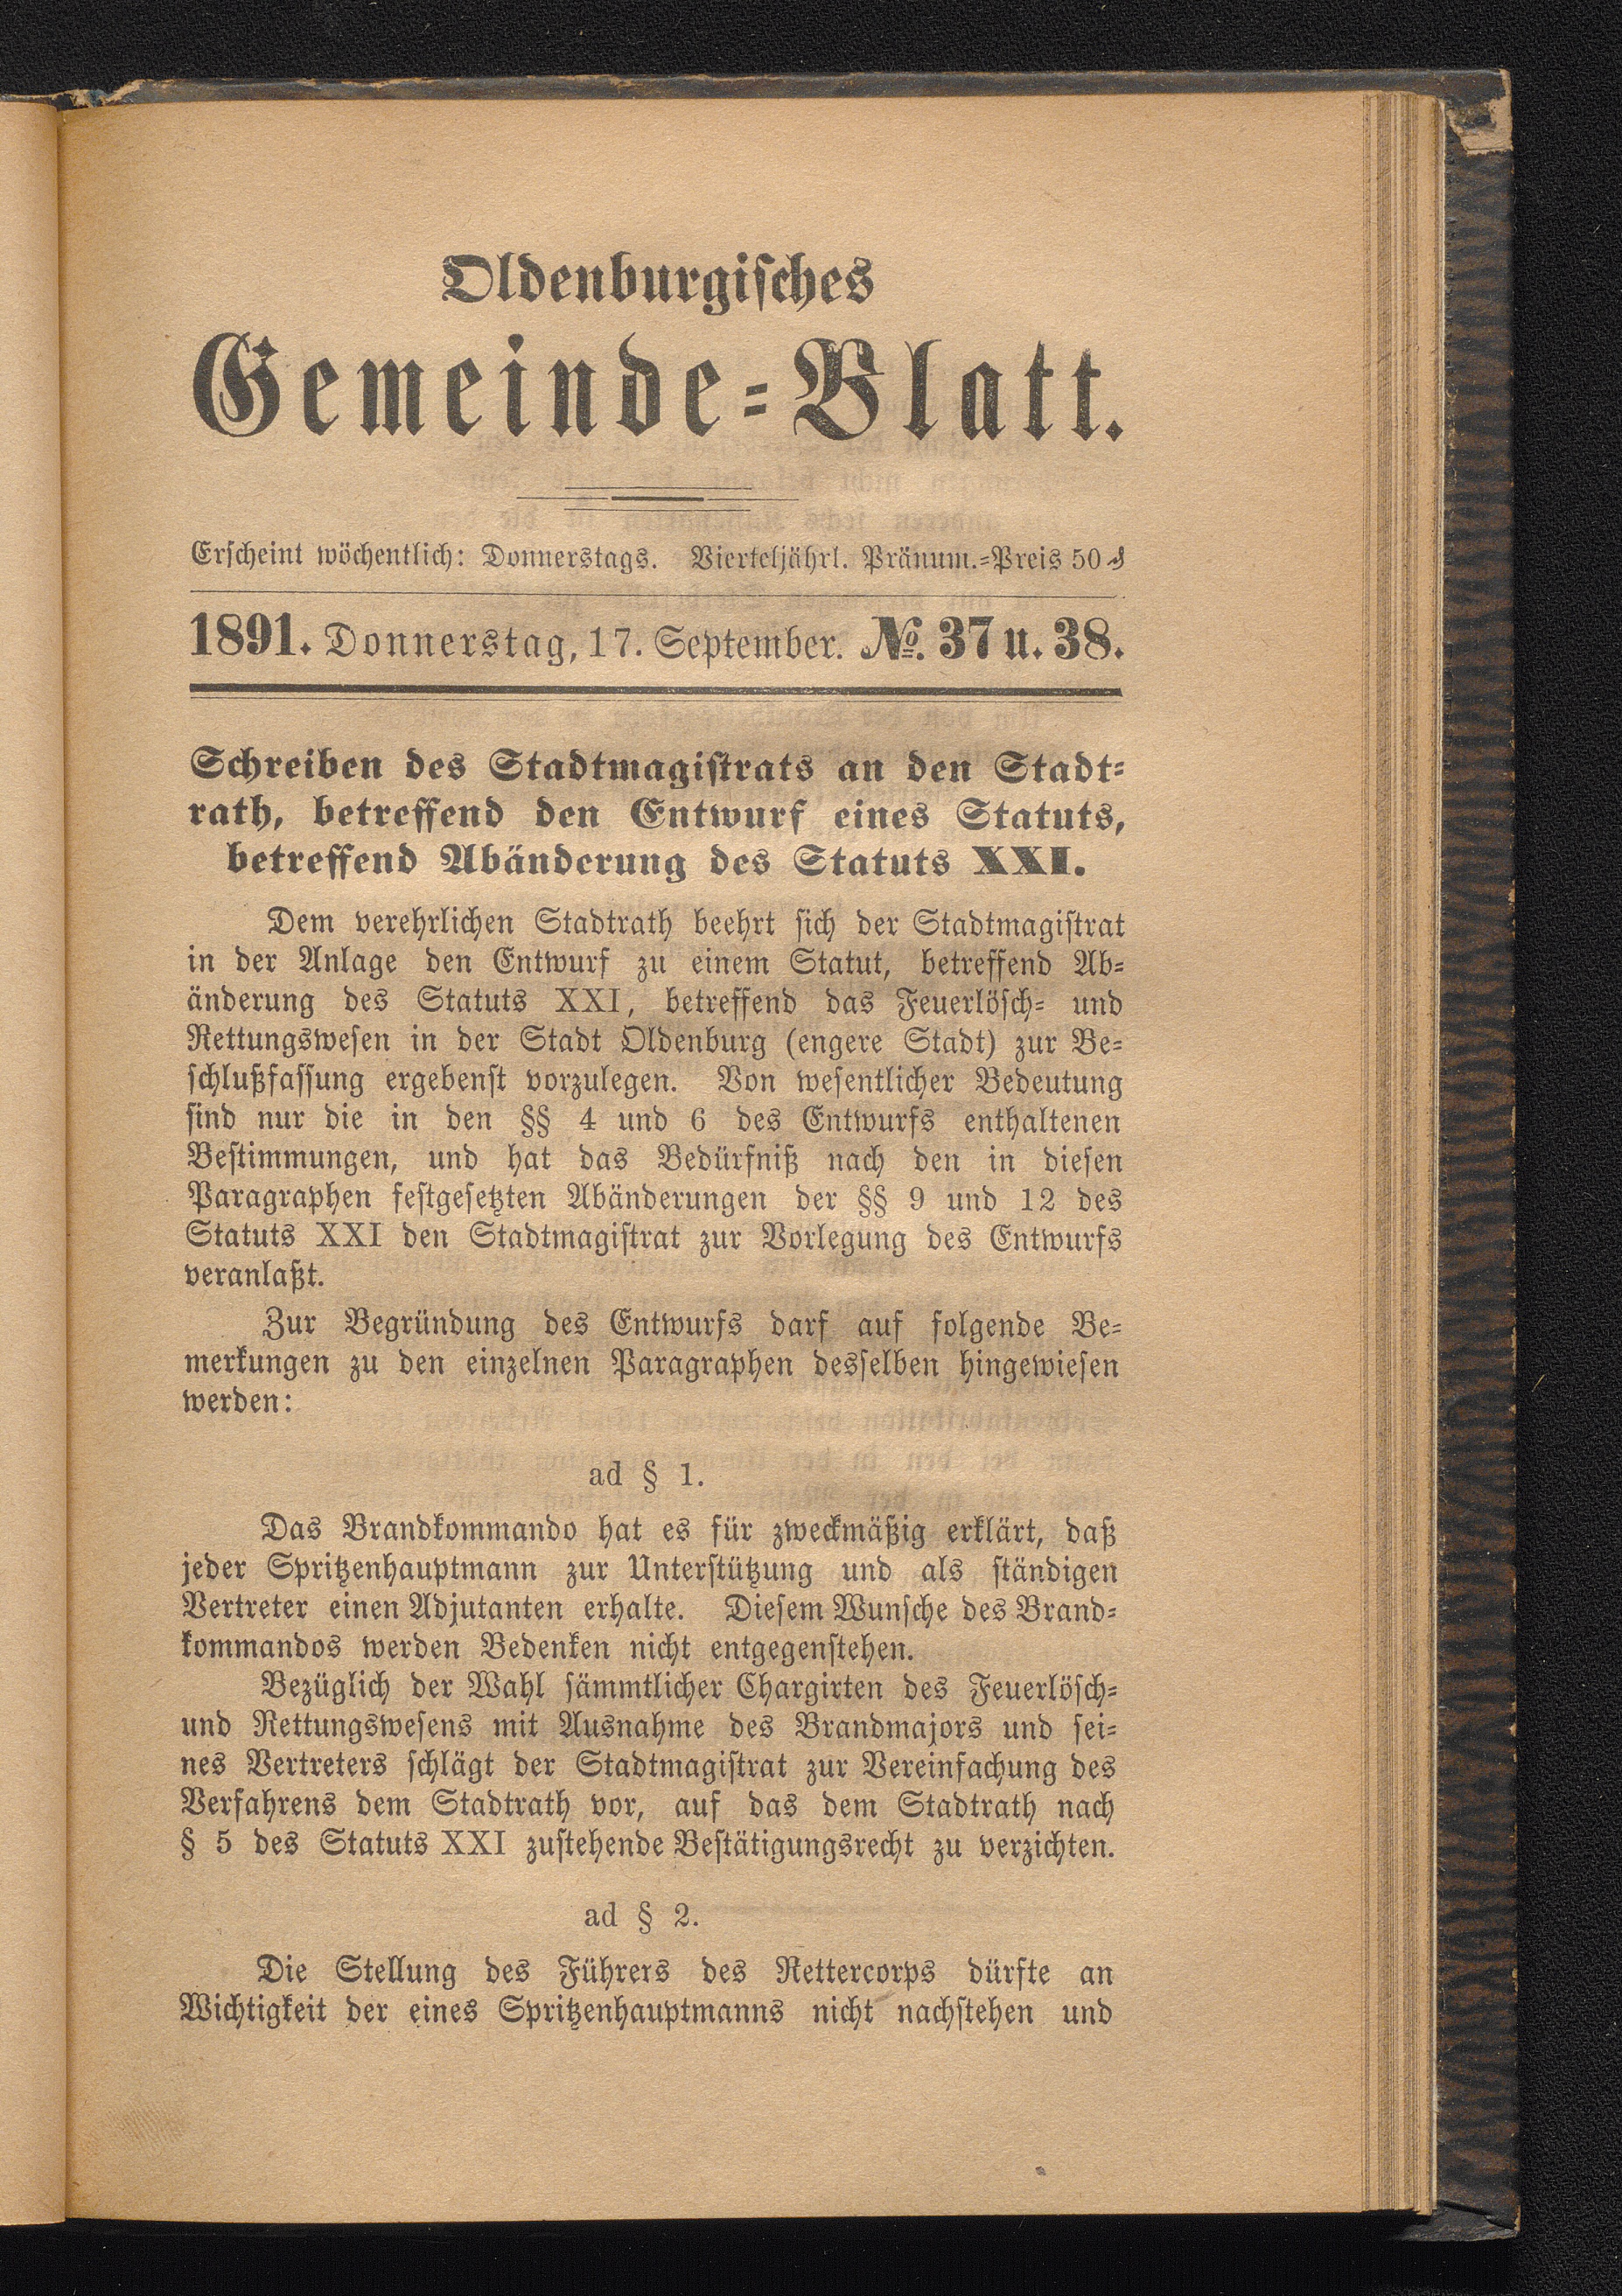 Oldenburgisches
Gemeinde-Blatt.
Erscheint wöchentlich: Donnerstags. Vierteljährl. Pränum.-Preis 50 ₰
1891. Donnerstag, 17. September. №. 37 u. 38.
Schreiben des Stadtmagistrats an den Stadt-
rath, betreffend den Entwurf eines Statuts,
betreffend Abänderung des Statuts XXI.
Dem verehrlichen Stadtrath beehrt sich der Stadtmagistrat
in der Anlage den Entwurf zu einem Statut, betreffend Ab-
änderung des Statuts XXI, betreffend das Feuerlösch- und
Rettungswesen in der Stadt Oldenburg (engere Stadt) zur Be-
schlußfassung ergebenst vorzulegen. Von wesentlicher Bedeutung
sind nur die in den §§ 4 und 6 des Entwurfs enthaltenen
Bestimmungen, und hat das Bedürfniß nach den in diesen
Paragraphen festgesetzten Abänderungen der §§ 9 und 12 des
Statuts XXI den Stadtmagistrat zur Vorlegung des Entwurfs
veranlaßt.
Zur Begründung des Entwurfs darf auf folgende Be-
merkungen zu den einzelnen Paragraphen desselben hingewiesen
werden:
ad § 1.
Das Brandkommando hat es für zweckmäßig erklärt, daß
jeder Spritzenhauptmann zur Unterstützung und als ständigen
Vertreter einen Adjutanten erhalte. Diesem Wunsche des Brand-
kommandos werden Bedenken nicht entgegenstehen.
Bezüglich der Wahl sämmtlicher Chargirten des Feuerlösch-
und Rettungswesens mit Ausnahme des Brandmajors und sei-
nes Vertreters schlägt der Stadtmagistrat zur Vereinfachung des
Verfahrens dem Stadtrath vor, auf das dem Stadtrath nach
§ 5 des Statuts XXI zustehende Bestätigungsrecht zu verzichten.
ad § 2.
Die Stellung des Führers des Rettercorps dürfte an
Wichtigkeit der eines Spritzenhauptmanns nicht nachstehen und